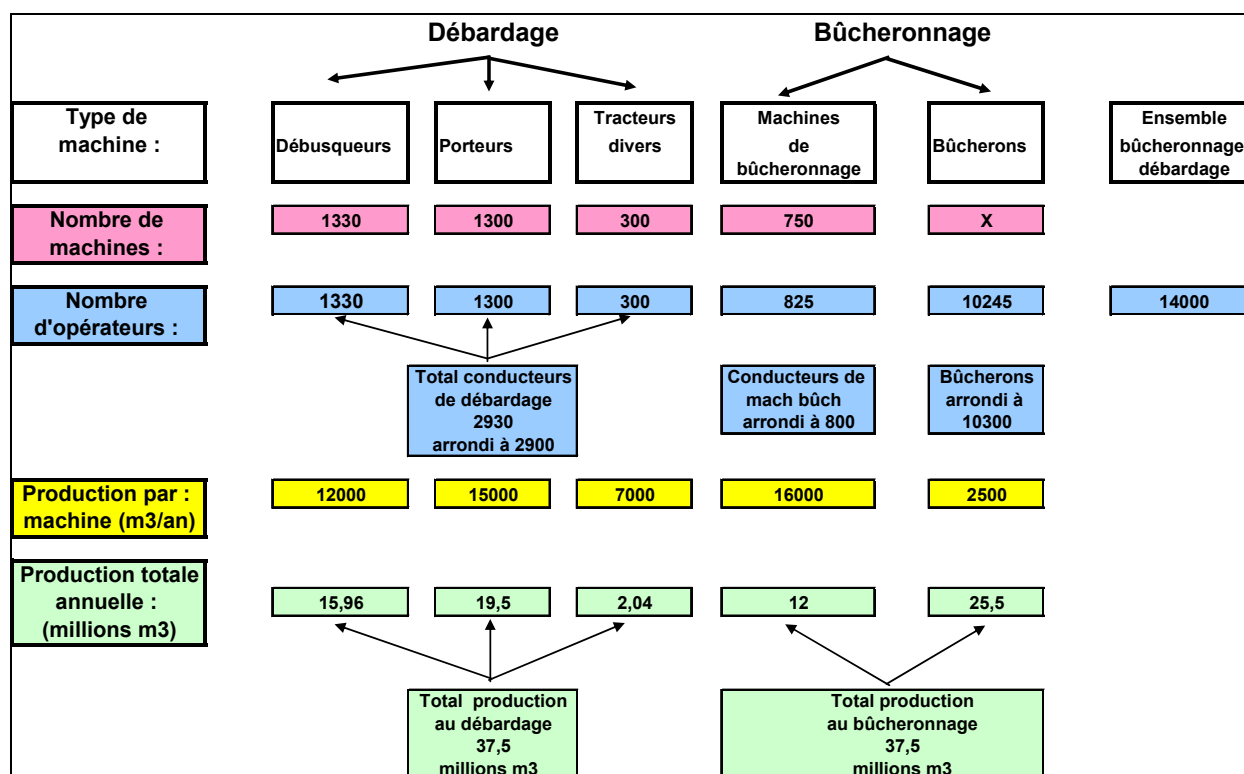 Débardage Bûcheronnage
Type de
machine :
Débusqueurs
Porteurs
Tracteurs
divers
Machines
de
bûcheronnage
Bûcherons
Ensemble
bûcheronnage
débardage
Nombre de
machines :
1330 1300 300 750 X
Nombre
d'opérateurs :
1330 1300 300 825 10245 14000
Total conducteurs
de débardage
2930
arrondi à 2900
Conducteurs de
mach bûch
arrondi à 800
Bûcherons
arrondi à
10300
Production par :
machine (m3/an)
12000 15000 7000 16000 2500
Production totale
annuelle :
(millions m3)
15,96 19,5 2,04 12 25,5
Total production
au débardage
37,5
millions m3
Total production
au bûcheronnage
37,5
millions m3